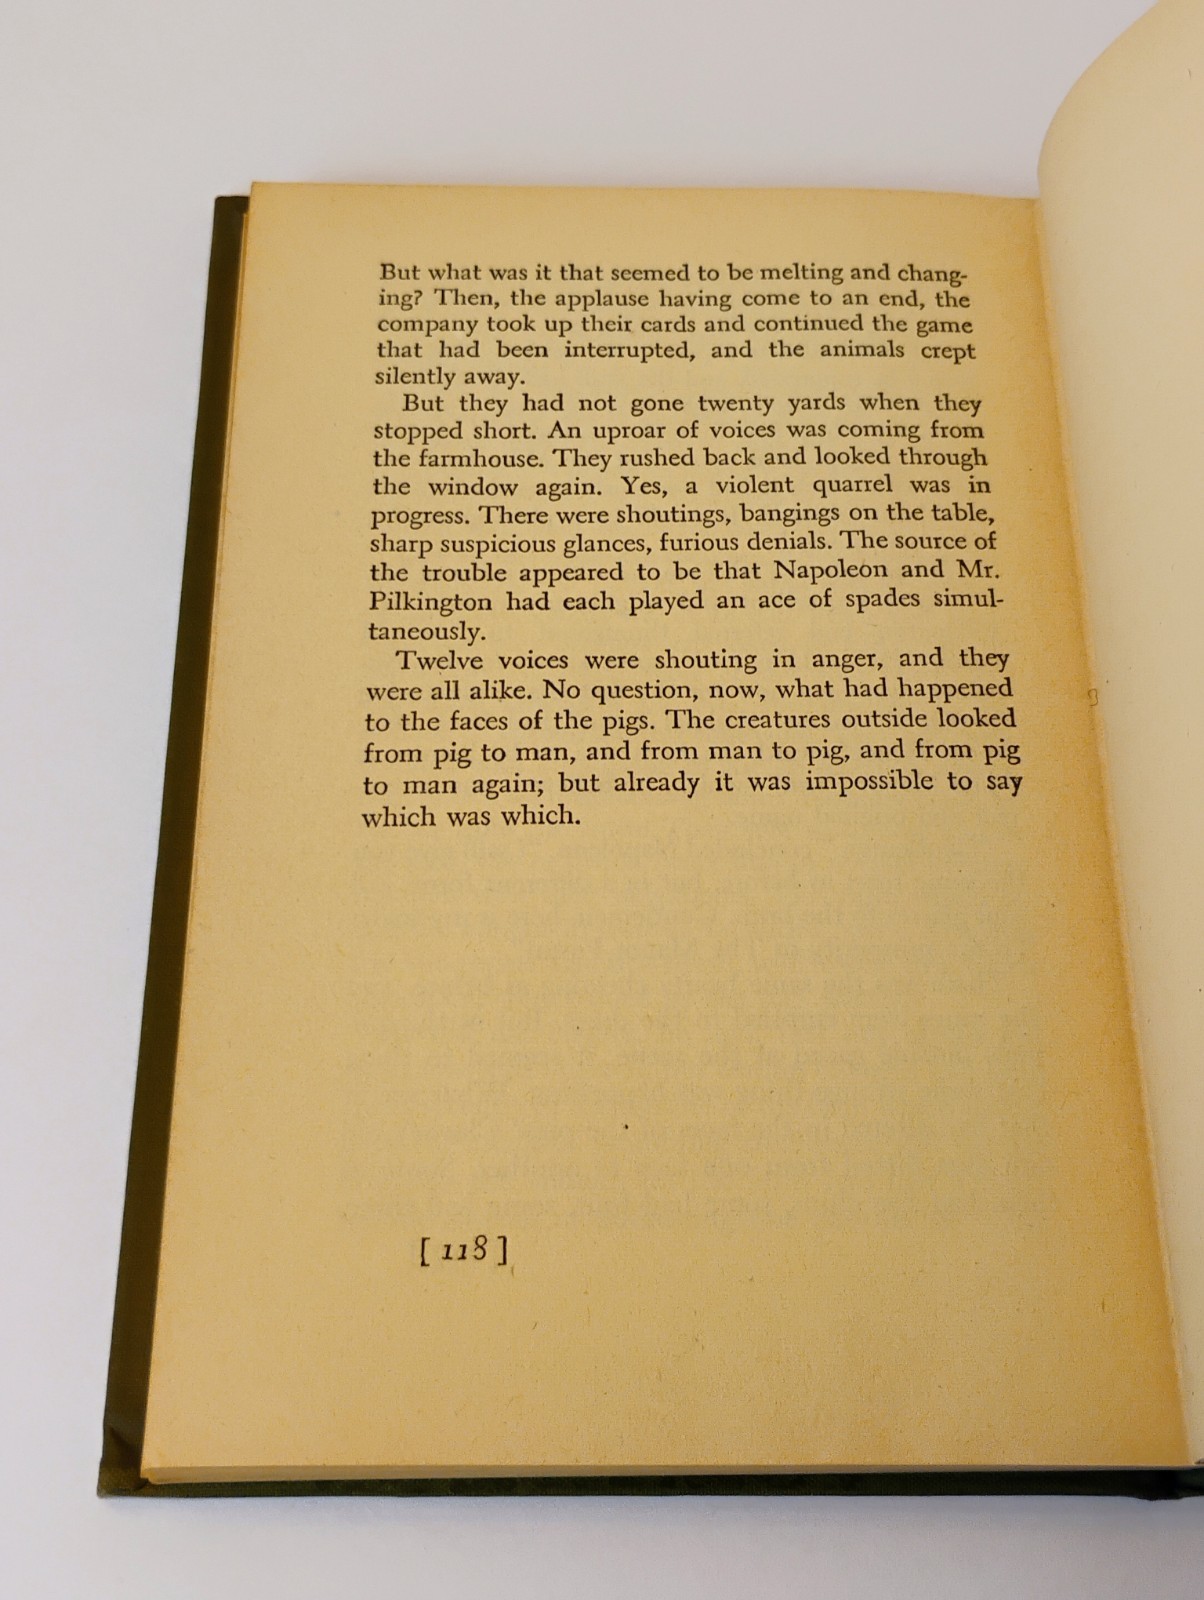 But what was it that seemed to be melting and chang-
ing? Then, the applause having come to an end, the
company took up their cards and continued the game
that had been interrupted, and the animals crept
silently away.
But they had not gone twenty yards when they
stopped short. An uproar of voices was coming from
the farmhouse. They rushed back and looked through
the window again. Yes, a violent quarrel was in
progress. There were shoutings, bangings on the table,
sharp suspicious glances, furious denials. The source of
the trouble appeared to be that Napoleon and Mr.
Pilkington had each played an ace of spades simul-
taneously.
Twelve voices were shouting in anger, and they
were all alike. No question, now, what had happened
to the faces of the pigs. The creatures outside looked
from pig to man, and from man to pig, and from pig
to man again; but already it was impossible to say
which was which.
[ 118 ]